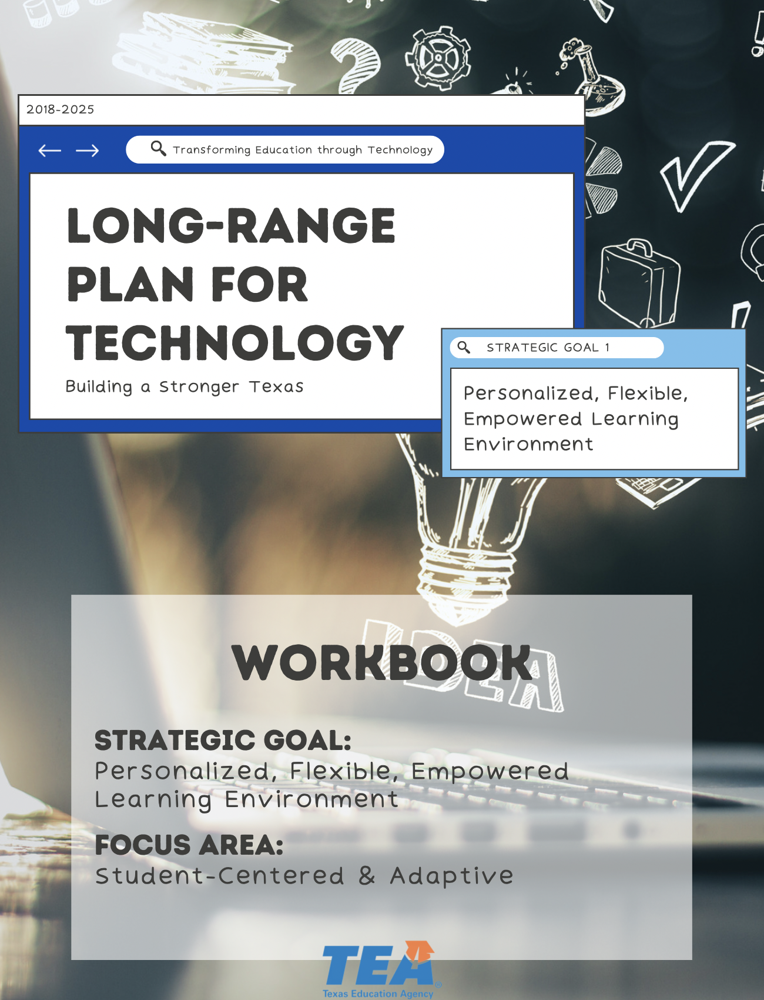 2018-2025
Transforming Education through Technology
LONG-RANGE
PLAN FOR
TECHNOLOGY
Building a Stronger Texas
STRATEGIC GOAL 1
Personalized, Flexible,
Empowered Learning
Environment
IDEA
WORKBOOK
STRATEGIC GOAL:
Personalized, Flexible, Empowered
Learning Environment
FOCUS AREA:
Student-Centered & Adaptive
TEA®
Texas Education Agency